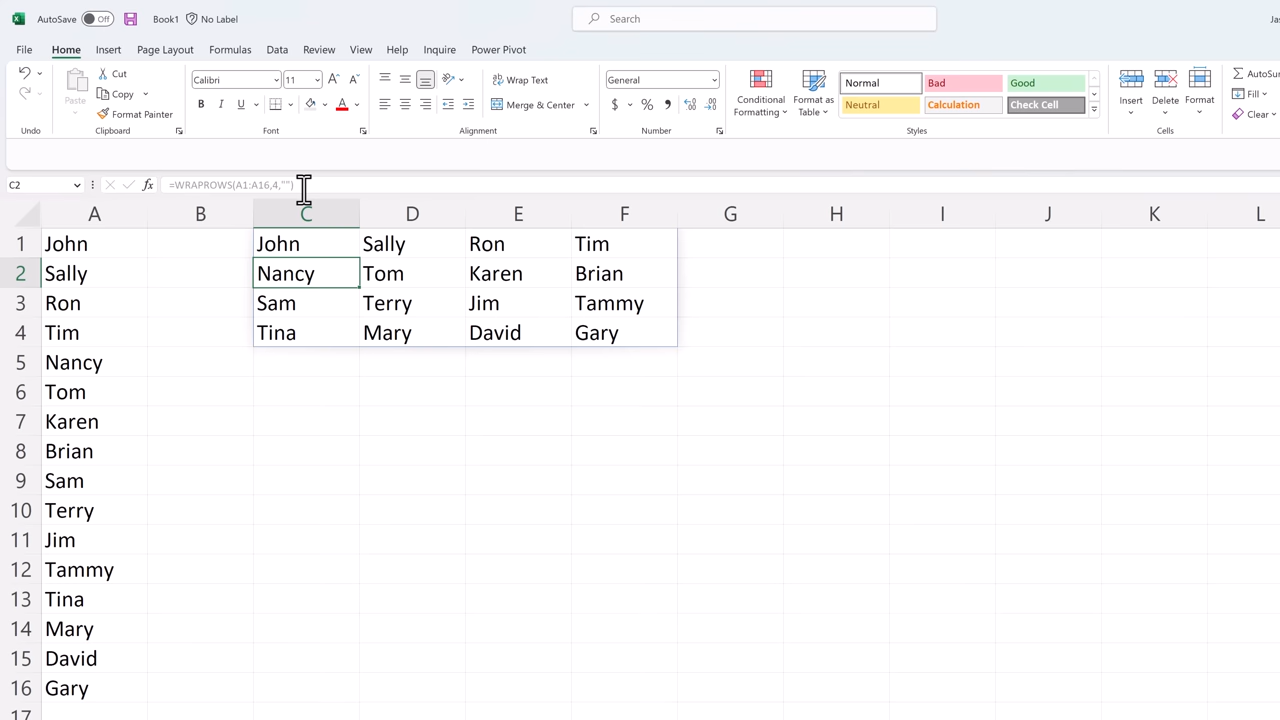 AutoSave Off Book1 No Label Search Jas
File Home Insert Page Layout Formulas Data Review View Help Inquire Power Pivot
Undo
Paste Cut Copy Format Painter
Clipboard
Calibri 11 A A
B I U A
Font
Wrap Text
Merge & Center
Alignment
General
$ %
Number
Conditional Formatting Format as Table
Normal Bad Good
Neutral Calculation Check Cell
Styles
Insert Delete Format
Cells
AutoSu
Fill
Clear
C2 fx =WRAPROWS(A1:A16,4,"")
A B C D E F G H I J K L
1 John John Sally Ron Tim
2 Sally Nancy Tom Karen Brian
3 Ron Sam Terry Jim Tammy
4 Tim Tina Mary David Gary
5 Nancy
6 Tom
7 Karen
8 Brian
9 Sam
10 Terry
11 Jim
12 Tammy
13 Tina
14 Mary
15 David
16 Gary
17